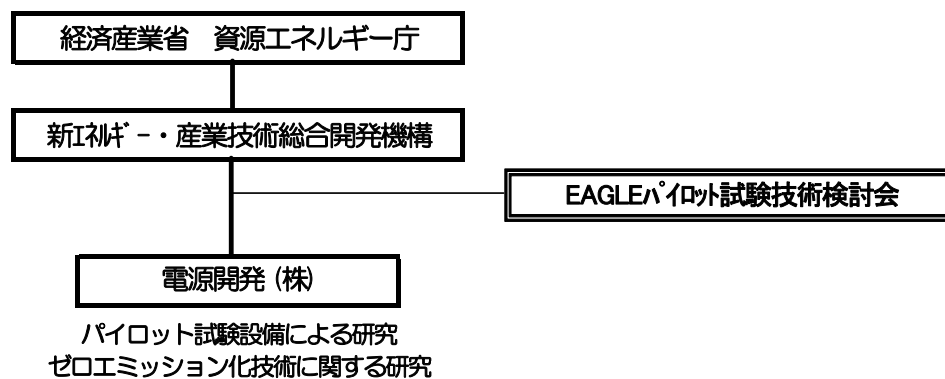 経済産業省　資源エネルギー庁
新ｴﾈﾙｷﾞｰ・産業技術総合開発機構
EAGLEﾊﾟｲﾛｯﾄ試験技術検討会
電源開発（株）
パイロット試験設備による研究
ゼロエミッション化技術に関する研究